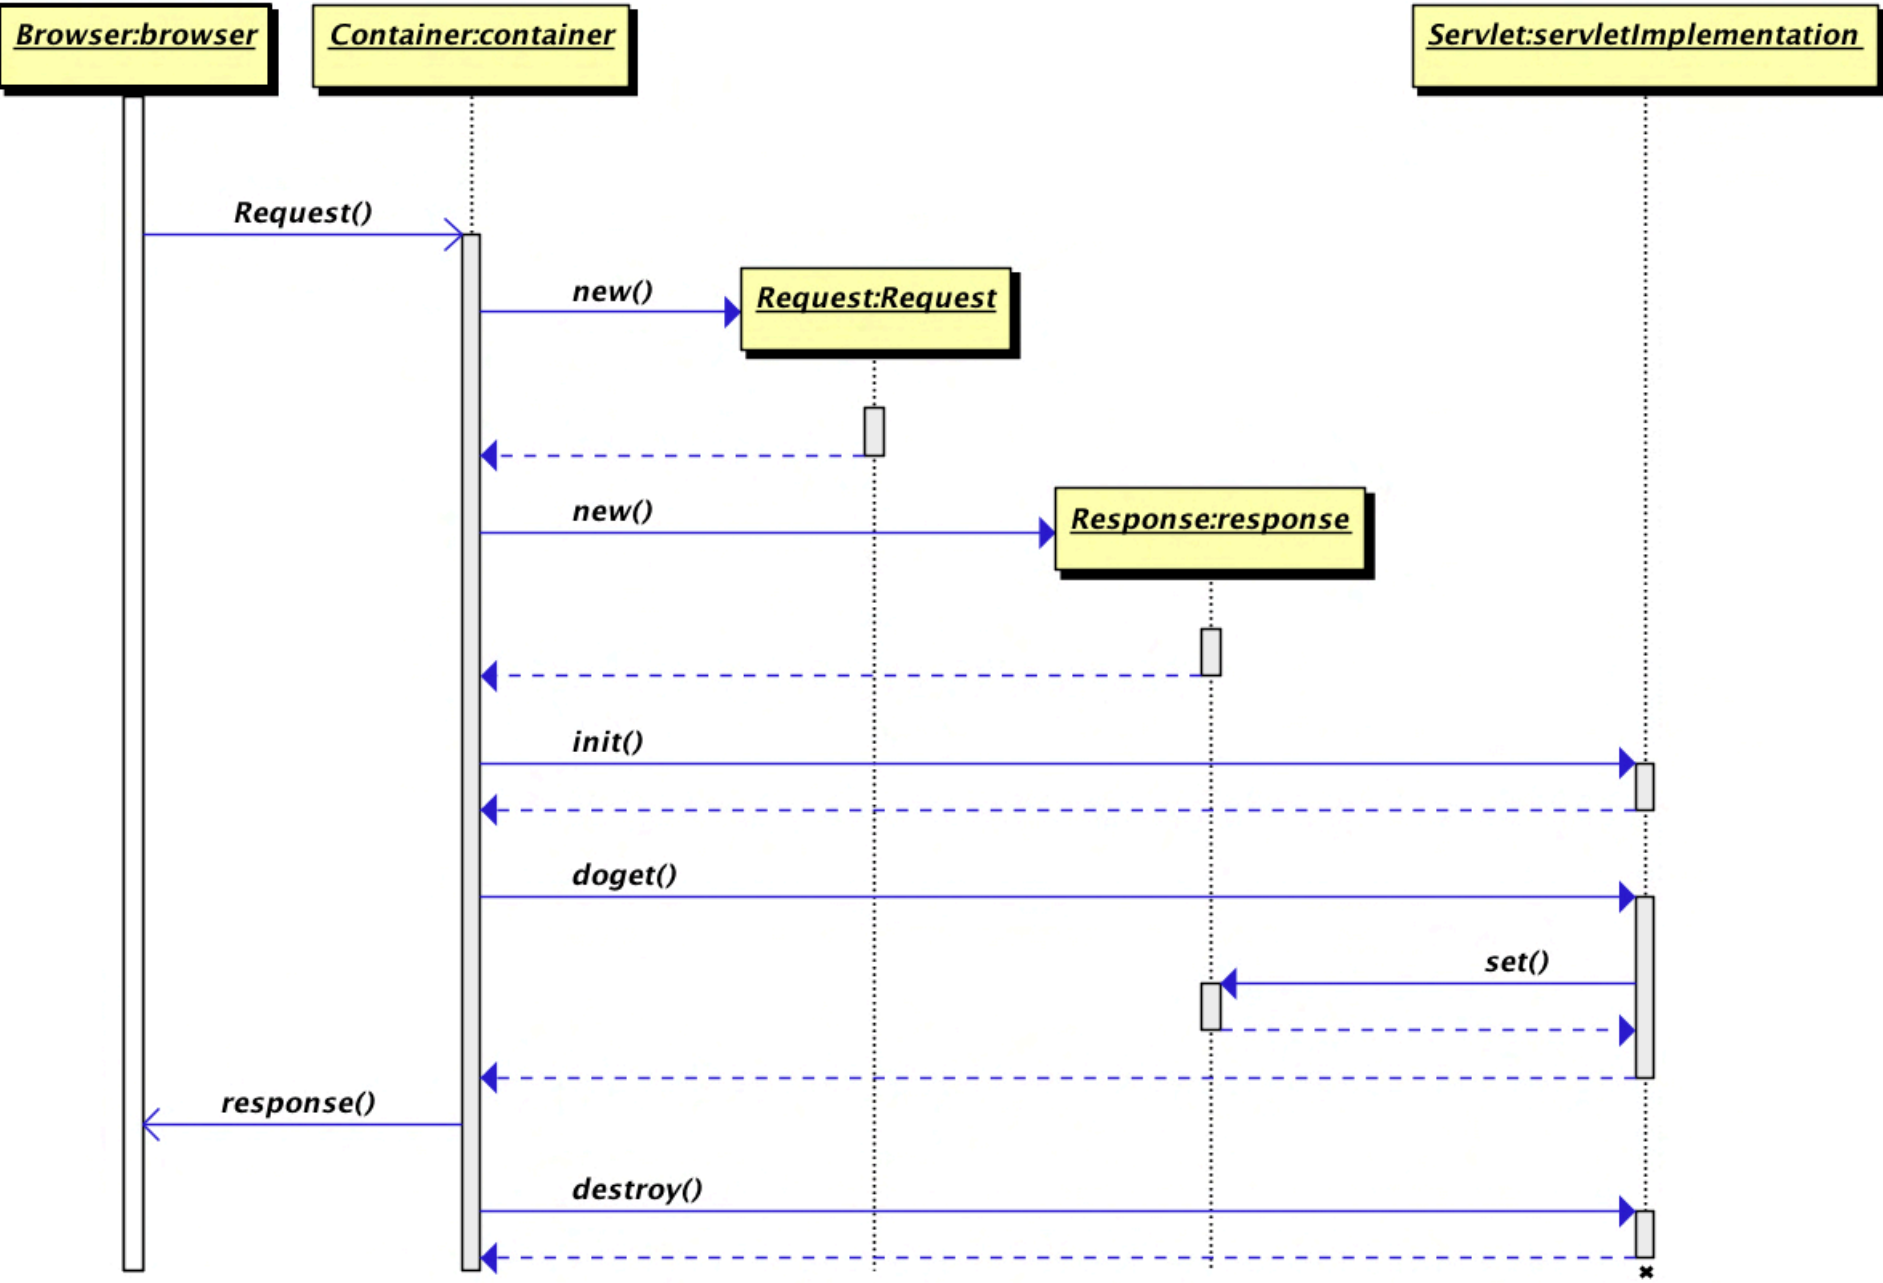 Browser:browser
Container:container
Servlet:servletImplementation
Request()
new()
Request:Request
new()
Response:response
init()
doget()
set()
response()
destroy()